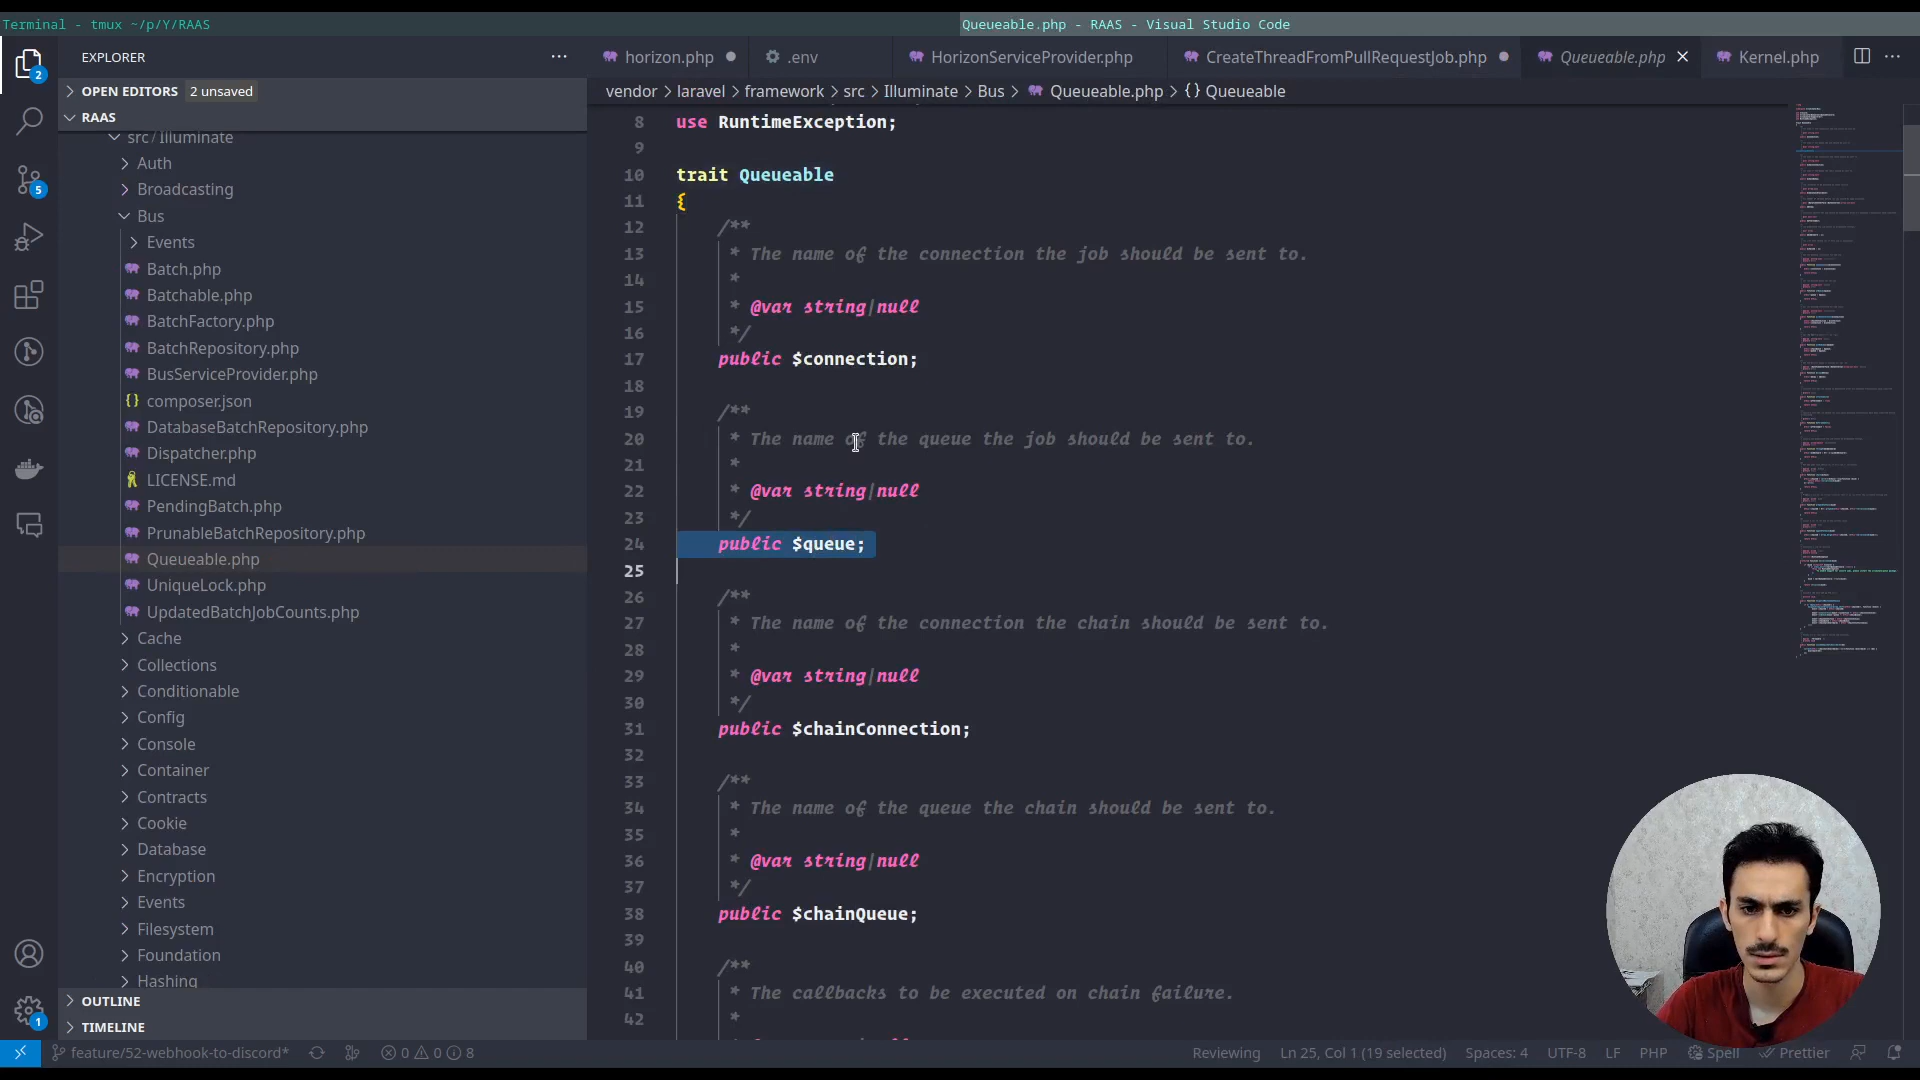 Terminal - tmux ~/p/Y/RAAS
Queueable.php - RAAS - Visual Studio Code
EXPLORER
horizon.php
.env
HorizonServiceProvider.php
CreateThreadFromPullRequestJob.php
Queueable.php
Kernel.php
2
OPEN EDITORS 2 unsaved
vendor > laravel > framework > src > Illuminate > Bus > Queueable.php > {} Queueable
RAAS
src / Illuminate
Auth
Broadcasting
Bus
Events
Batch.php
Batchable.php
BatchFactory.php
BatchRepository.php
BusServiceProvider.php
{} composer.json
DatabaseBatchRepository.php
Dispatcher.php
LICENSE.md
PendingBatch.php
PrunableBatchRepository.php
Queueable.php
UniqueLock.php
UpdatedBatchJobCounts.php
Cache
Collections
Conditionable
Config
Console
Container
Contracts
Cookie
Database
Encryption
Events
Filesystem
Foundation
Hashing
OUTLINE
TIMELINE
5
1
8 use RuntimeException;
9
10 trait Queueable
11 {
12 /**
13 * The name of the connection the job should be sent to.
14 *
15 * @var string|null
16 */
17 public $connection;
18
19 /**
20 * The name of the queue the job should be sent to.
21 *
22 * @var string|null
23 */
24 public $queue;
25
26 /**
27 * The name of the connection the chain should be sent to.
28 *
29 * @var string|null
30 */
31 public $chainConnection;
32
33 /**
34 * The name of the queue the chain should be sent to.
35 *
36 * @var string|null
37 */
38 public $chainQueue;
39
40 /**
41 * The callbacks to be executed on chain failure.
42 *
feature/52-webhook-to-discord* 0 0 8
Reviewing Ln 25, Col 1 (19 selected) Spaces: 4 UTF-8 LF PHP Spell Prettier